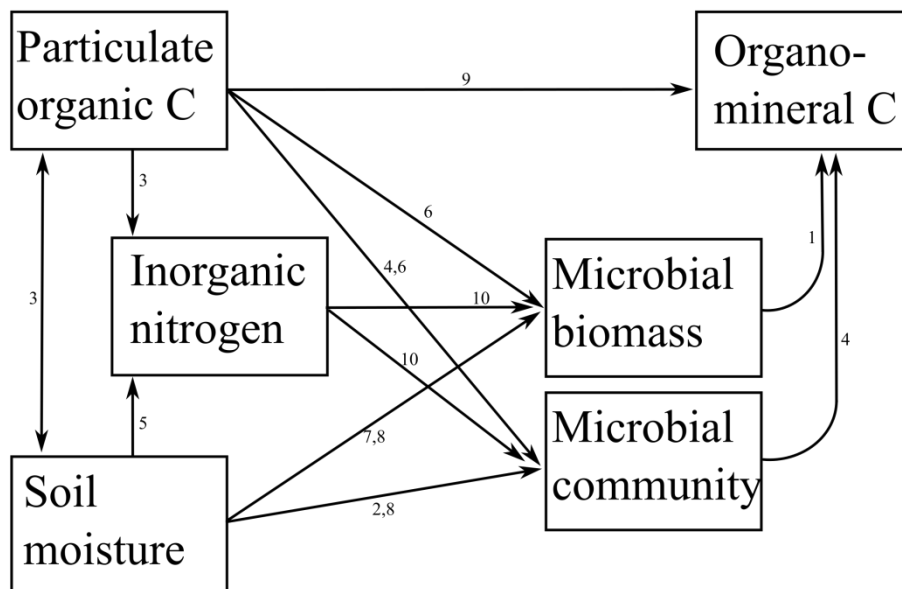 Particulate
organic C
Organo-
mineral C
9
3
6
4,6
3
Inorganic
nitrogen
10
10
Microbial
biomass
1
4
5
7,8
2,8
Microbial
community
Soil
moisture